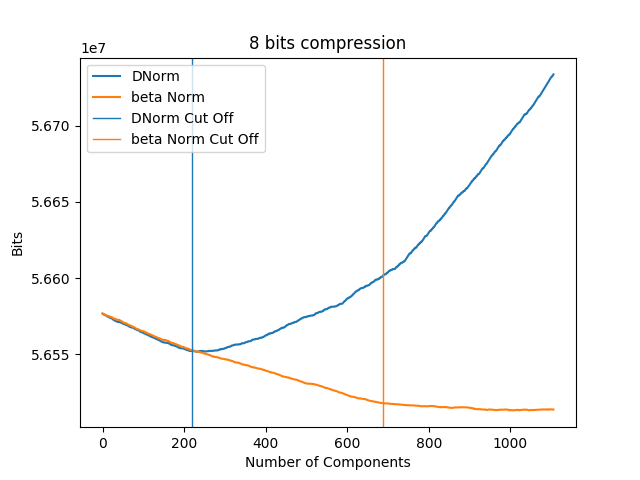 8 bits compression
1e7
DNorm
beta Norm
DNorm Cut Off
beta Norm Cut Off
5.670
5.665
5.660
5.655
Bits
0 200 400 600 800 1000
Number of Components